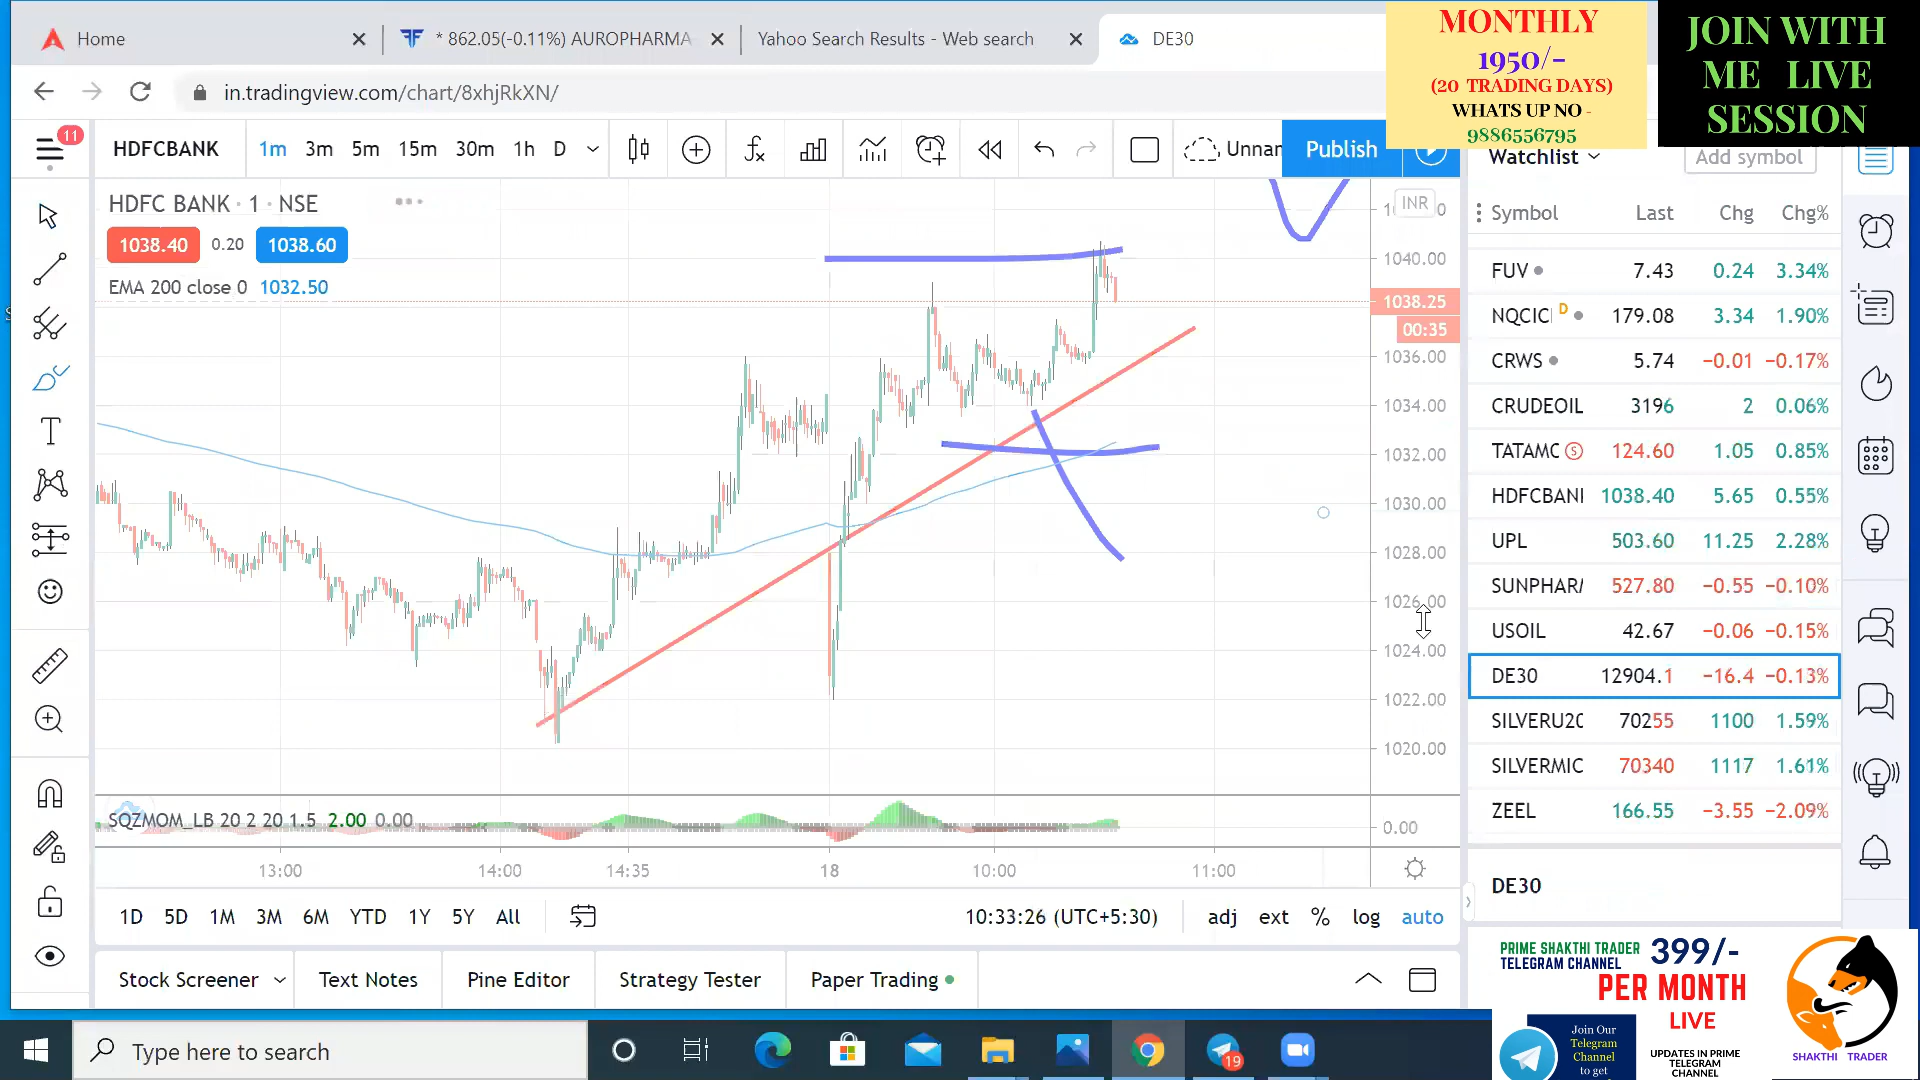 Home
* 862.05(-0.11%) AUROPHARMA
Yahoo Search Results - Web search
DE30
MONTHLY
1950/-
(20 TRADING DAYS)
WHATS UP NO -
9886556795
JOIN WITH
ME LIVE
SESSION
in.tradingview.com/chart/8xhjRkXN/
11
HDFCBANK
1m 3m 5m 15m 30m 1h D
Unnan
Publish
Watchlist
Add symbol
HDFC BANK · 1 · NSE
1038.40 0.20 1038.60
EMA 200 close 0 1032.50
INR
1040.00
1038.25
00:35
1036.00
1034.00
1032.00
1030.00
1028.00
1026.00
1024.00
1022.00
1020.00
SQZMOM_LB 20 2 20 1.5 2.00 0.00
0.00
13:00 14:00 14:35 18 10:00 11:00
1D 5D 1M 3M 6M YTD 1Y 5Y All
10:33:26 (UTC+5:30)
adj ext % log auto
Stock Screener
Text Notes
Pine Editor
Strategy Tester
Paper Trading
Symbol Last Chg Chg%
FUV 7.43 0.24 3.34%
NQCICI D 179.08 3.34 1.90%
CRWS 5.74 −0.01 −0.17%
CRUDEOIL 3196 2 0.06%
TATAMO S 124.60 1.05 0.85%
HDFCBANI 1038.40 5.65 0.55%
UPL 503.60 11.25 2.28%
SUNPHAR 527.80 −0.55 −0.10%
USOIL 42.67 −0.06 −0.15%
DE30 12904.1 −16.4 −0.13%
SILVERU20 70255 1100 1.59%
SILVERMIC 70340 1117 1.61%
ZEEL 166.55 −3.55 −2.09%
DE30
PRIME SHAKTHI TRADER
TELEGRAM CHANNEL
399/-
PER MONTH
LIVE
UPDATES IN PRIME
TELEGRAM
CHANNEL
Join Our
Telegram
Channel
to get
SHAKTHI TRADER
Type here to search
19